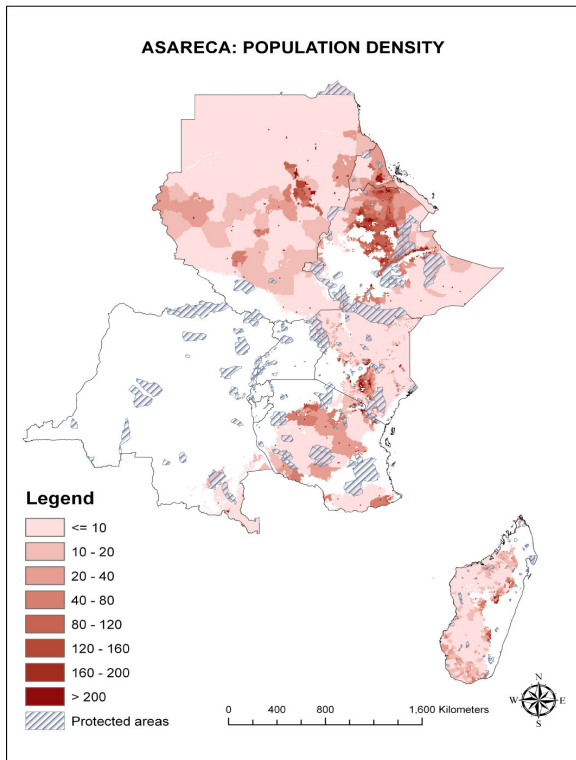 ASARECA: POPULATION DENSITY
Legend
<= 10
10 - 20
20 - 40
40 - 80
80 - 120
120 - 160
160 - 200
> 200
Protected areas
0 400 800 1,600 Kilometers
N
W E
S